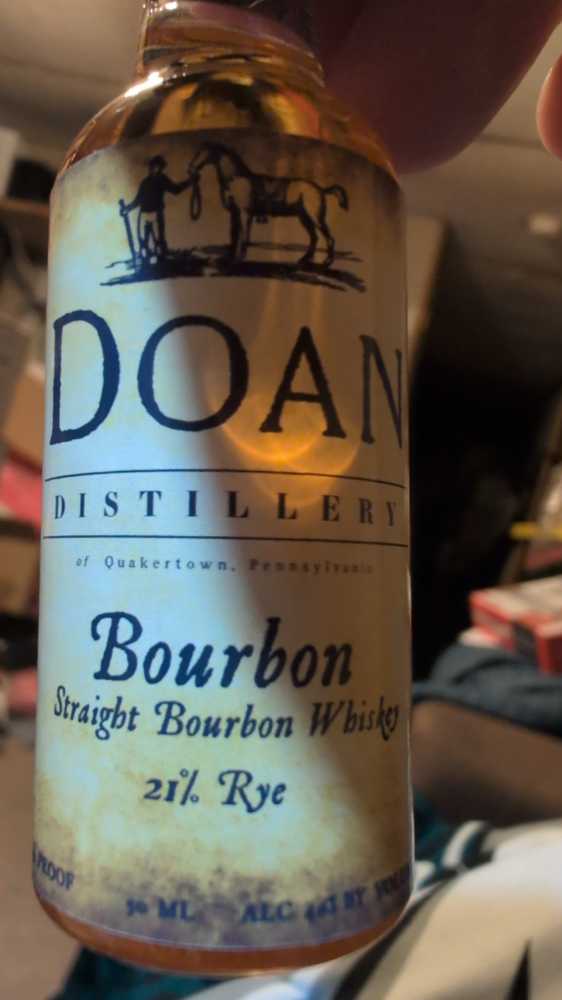 DOAN
DISTILLERY
of Quakertown, Pennsylvania
Bourbon
Straight Bourbon Whiskey
21% Rye
PROOF
50 ML ALC BY